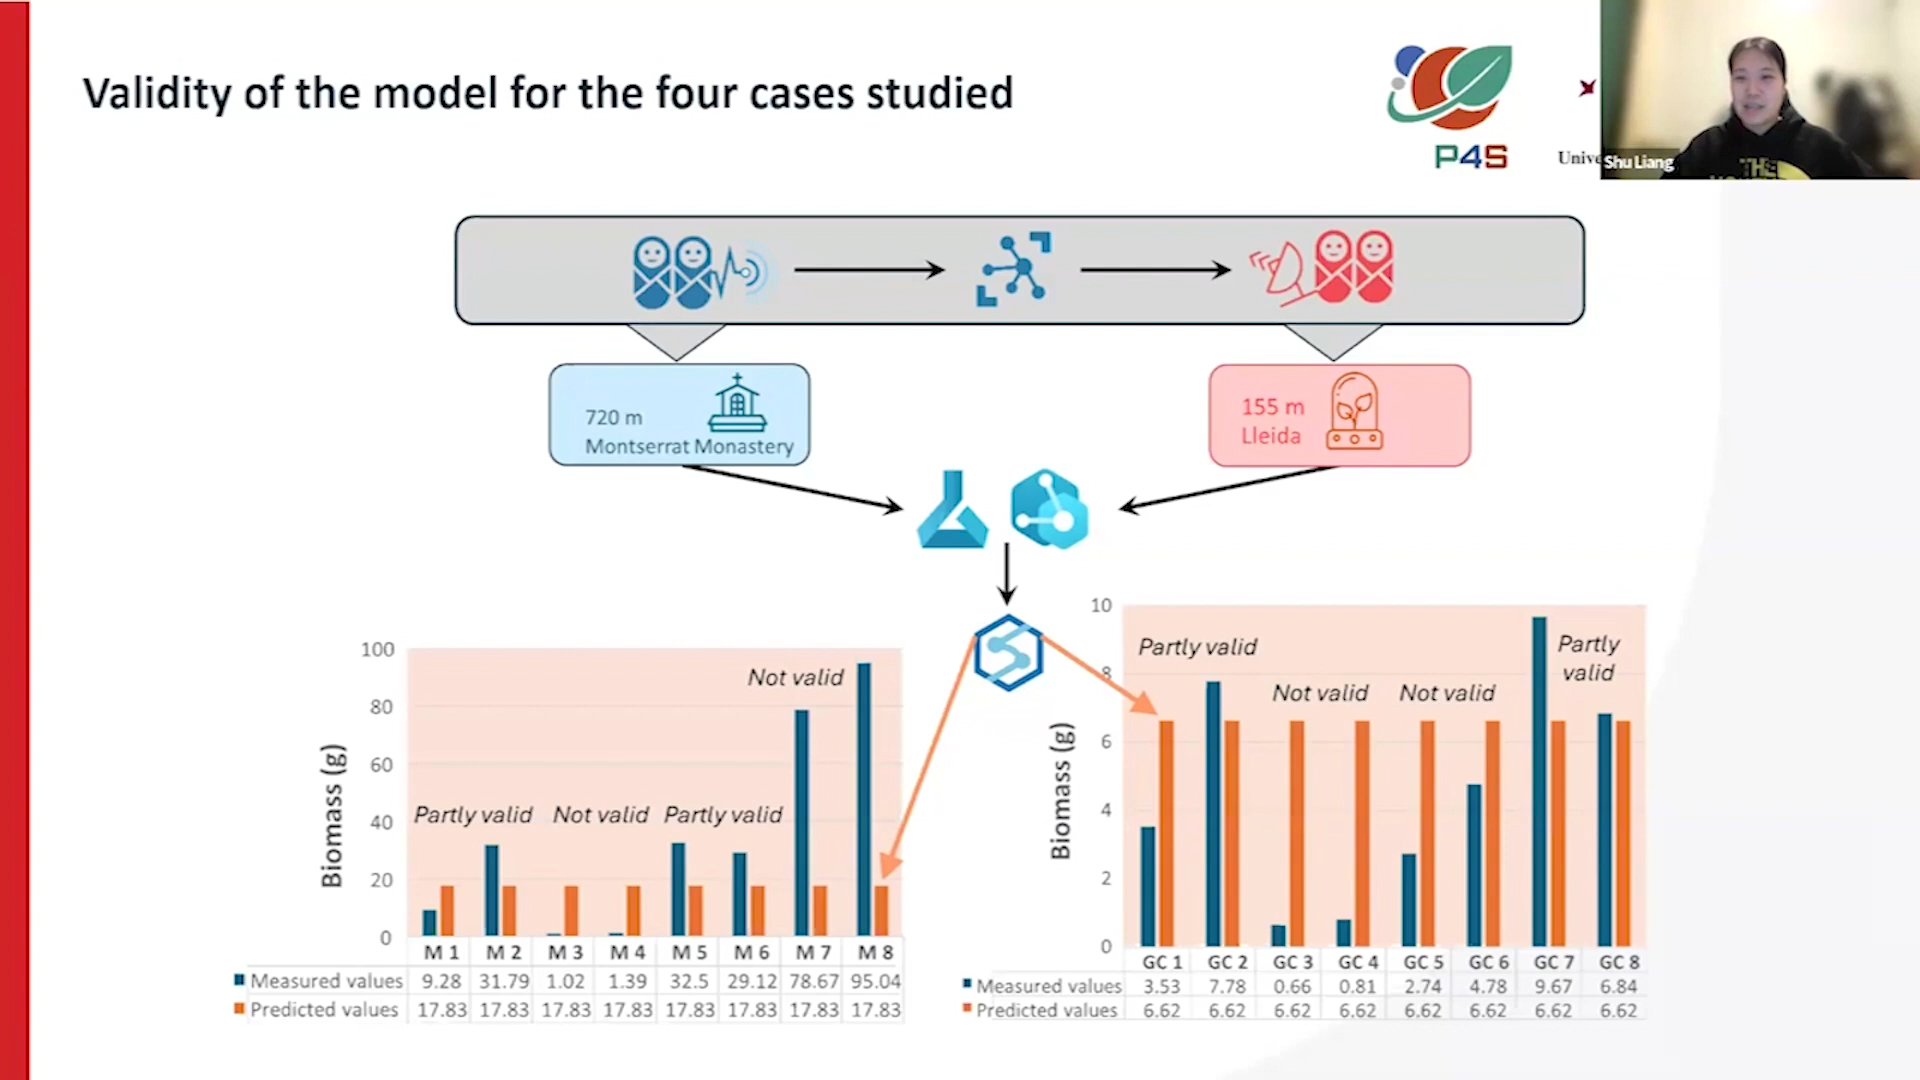 Validity of the model for the four cases studied
P4S
Unive
Shu Liang
THE
720 m
Montserrat Monastery
155 m
Lleida
100
80
60
40
20
0
Biomass (g)
Partly valid
Not valid
Partly valid
Not valid
M 1 M 2 M 3 M 4 M 5 M 6 M 7 M 8
Measured values 9.28 31.79 1.02 1.39 32.5 29.12 78.67 95.04
Predicted values 17.83 17.83 17.83 17.83 17.83 17.83 17.83 17.83
10
8
6
4
2
0
Biomass (g)
Partly valid
Not valid
Not valid
Partly
valid
GC 1 GC 2 GC 3 GC 4 GC 5 GC 6 GC 7 GC 8
Measured values 3.53 7.78 0.66 0.81 2.74 4.78 9.67 6.84
Predicted values 6.62 6.62 6.62 6.62 6.62 6.62 6.62 6.62